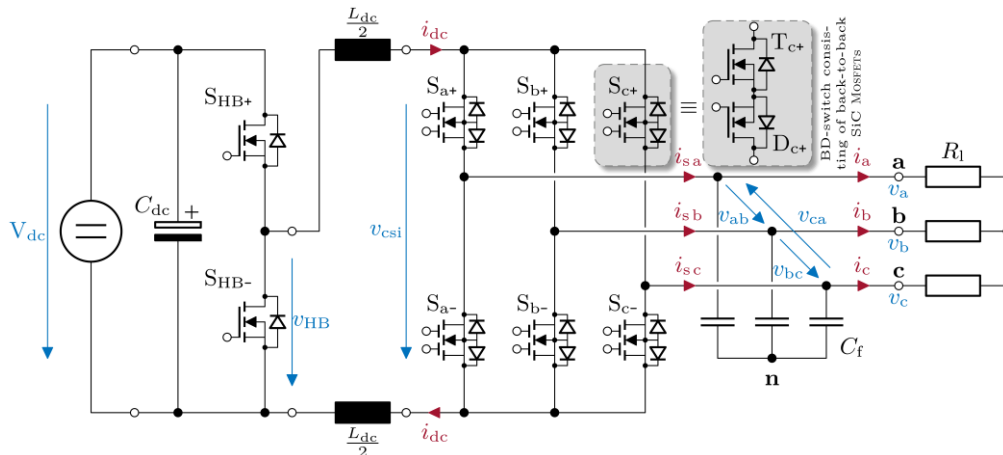 L_dc/2
i_dc
S_HB+
S_a+
S_b+
S_c+
≡
T_c+
D_c+
BD-switch consis-
ting of back-to-back
SiC MOSFETS
V_dc
C_dc
+
v_csi
i_sa
i_a
a
v_a
R_l
v_ab
v_ca
i_sb
i_b
b
v_b
v_bc
i_sc
i_c
c
v_c
S_HB-
v_HB
S_a-
S_b-
S_c-
C_f
n
i_dc
L_dc/2